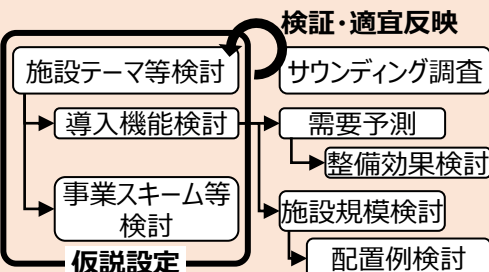 検証・適宜反映
施設テーマ等検討
サウンディング調査
導入機能検討
需要予測
整備効果検討
事業スキーム等
検討
施設規模検討
配置例検討
仮説設定